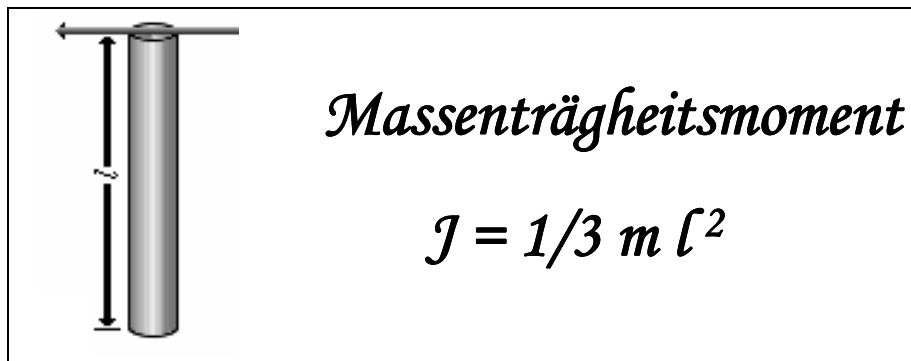 l
Massenträgheitsmoment
J = 1/3 m l²